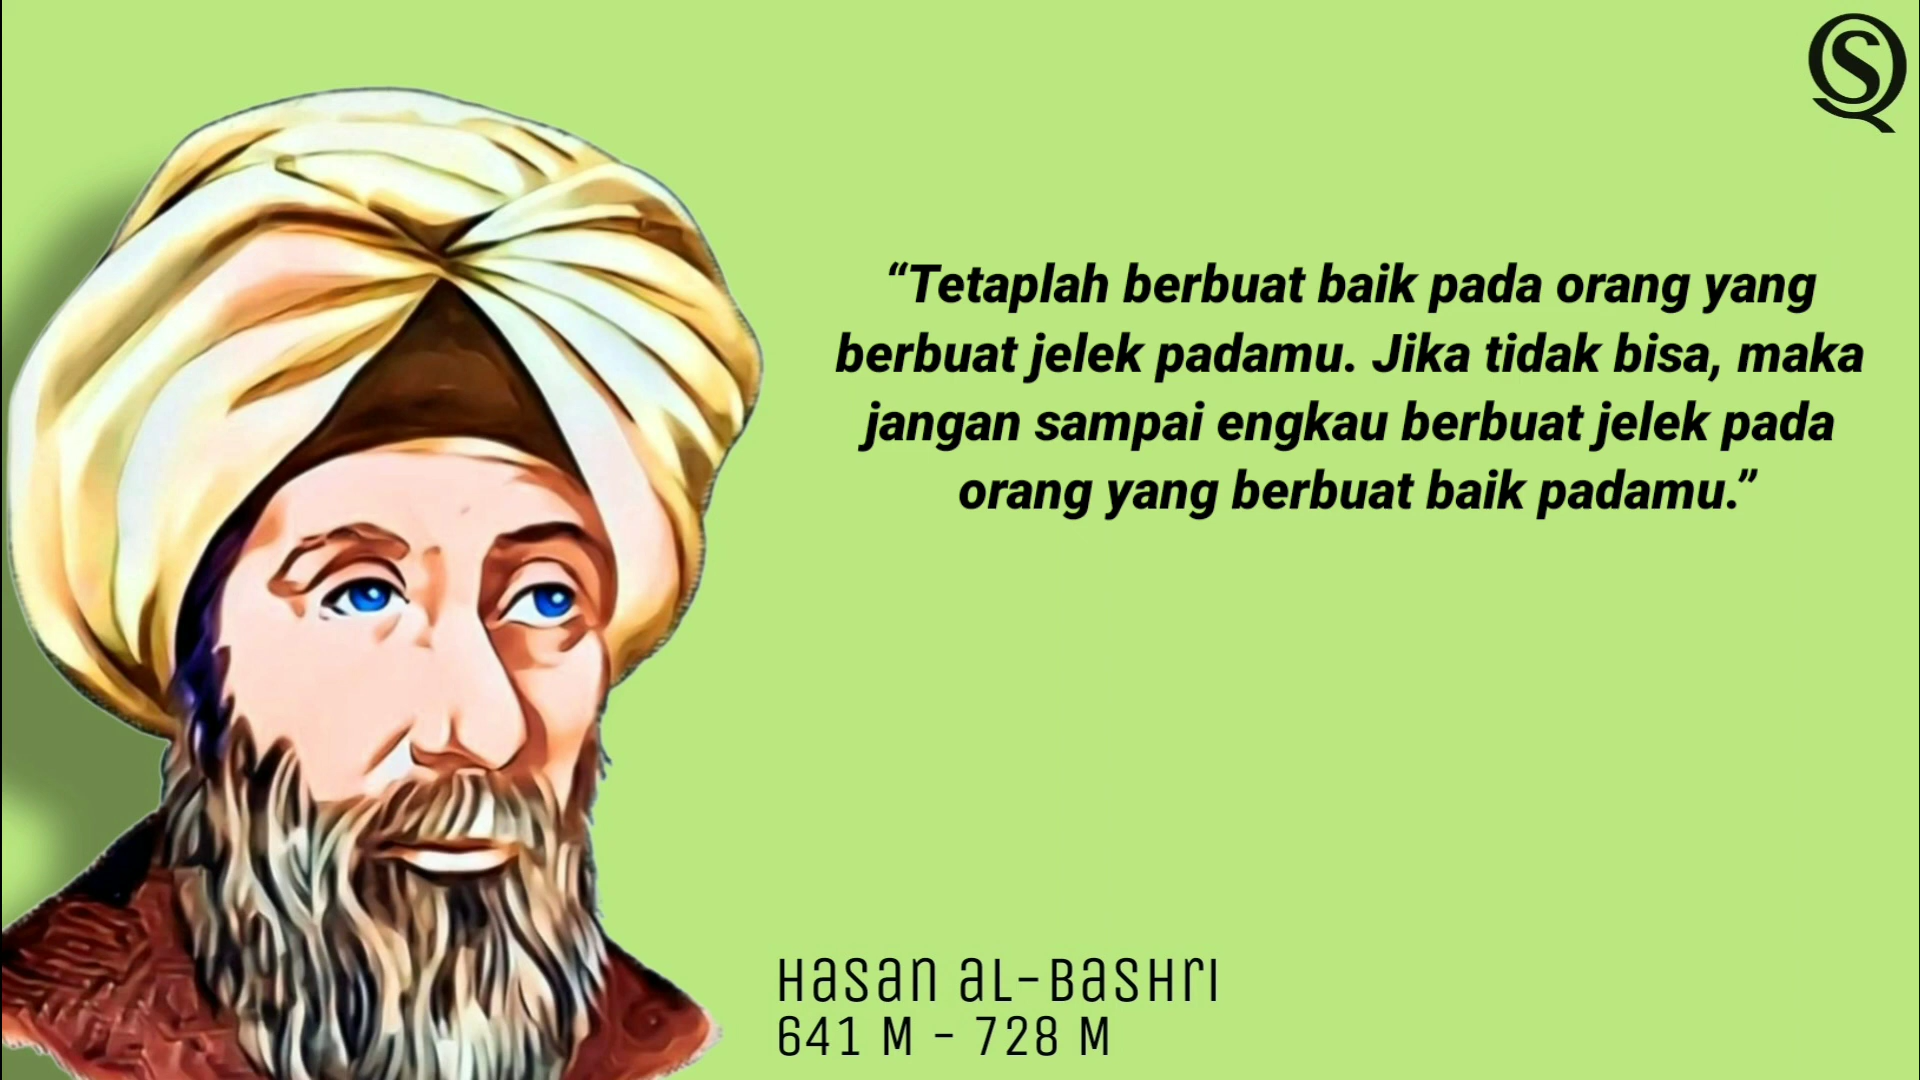 “Tetaplah berbuat baik pada orang yang
berbuat jelek padamu. Jika tidak bisa, maka
jangan sampai engkau berbuat jelek pada
orang yang berbuat baik padamu.”
Hasan al-Bashri
641 M - 728 M
SQ